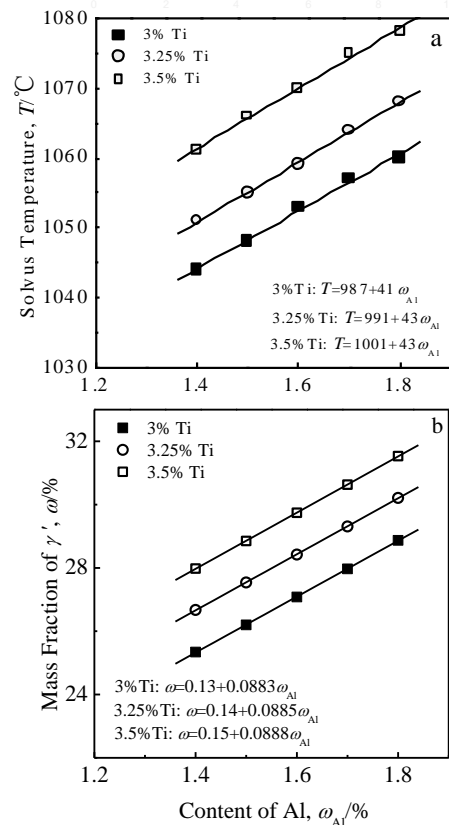 1080
1070
1060
1050
1040
1030
Solvus Temperature, T/℃
3% Ti
3.25% Ti
3.5% Ti
a
3%Ti: T=987+41 ω_Al
3.25% Ti: T=991+43ω_Al
3.5% Ti: T=1001+43ω_Al
1.2 1.4 1.6 1.8
32
28
24
Mass Fraction of γ′, ω/%
3% Ti
3.25% Ti
3.5% Ti
b
3%Ti: ω=0.13+0.0883ω_Al
3.25%Ti: ω=0.14+0.0885ω_Al
3.5%Ti: ω=0.15+0.0888ω_Al
1.2 1.4 1.6 1.8
Content of Al, ω_Al/%